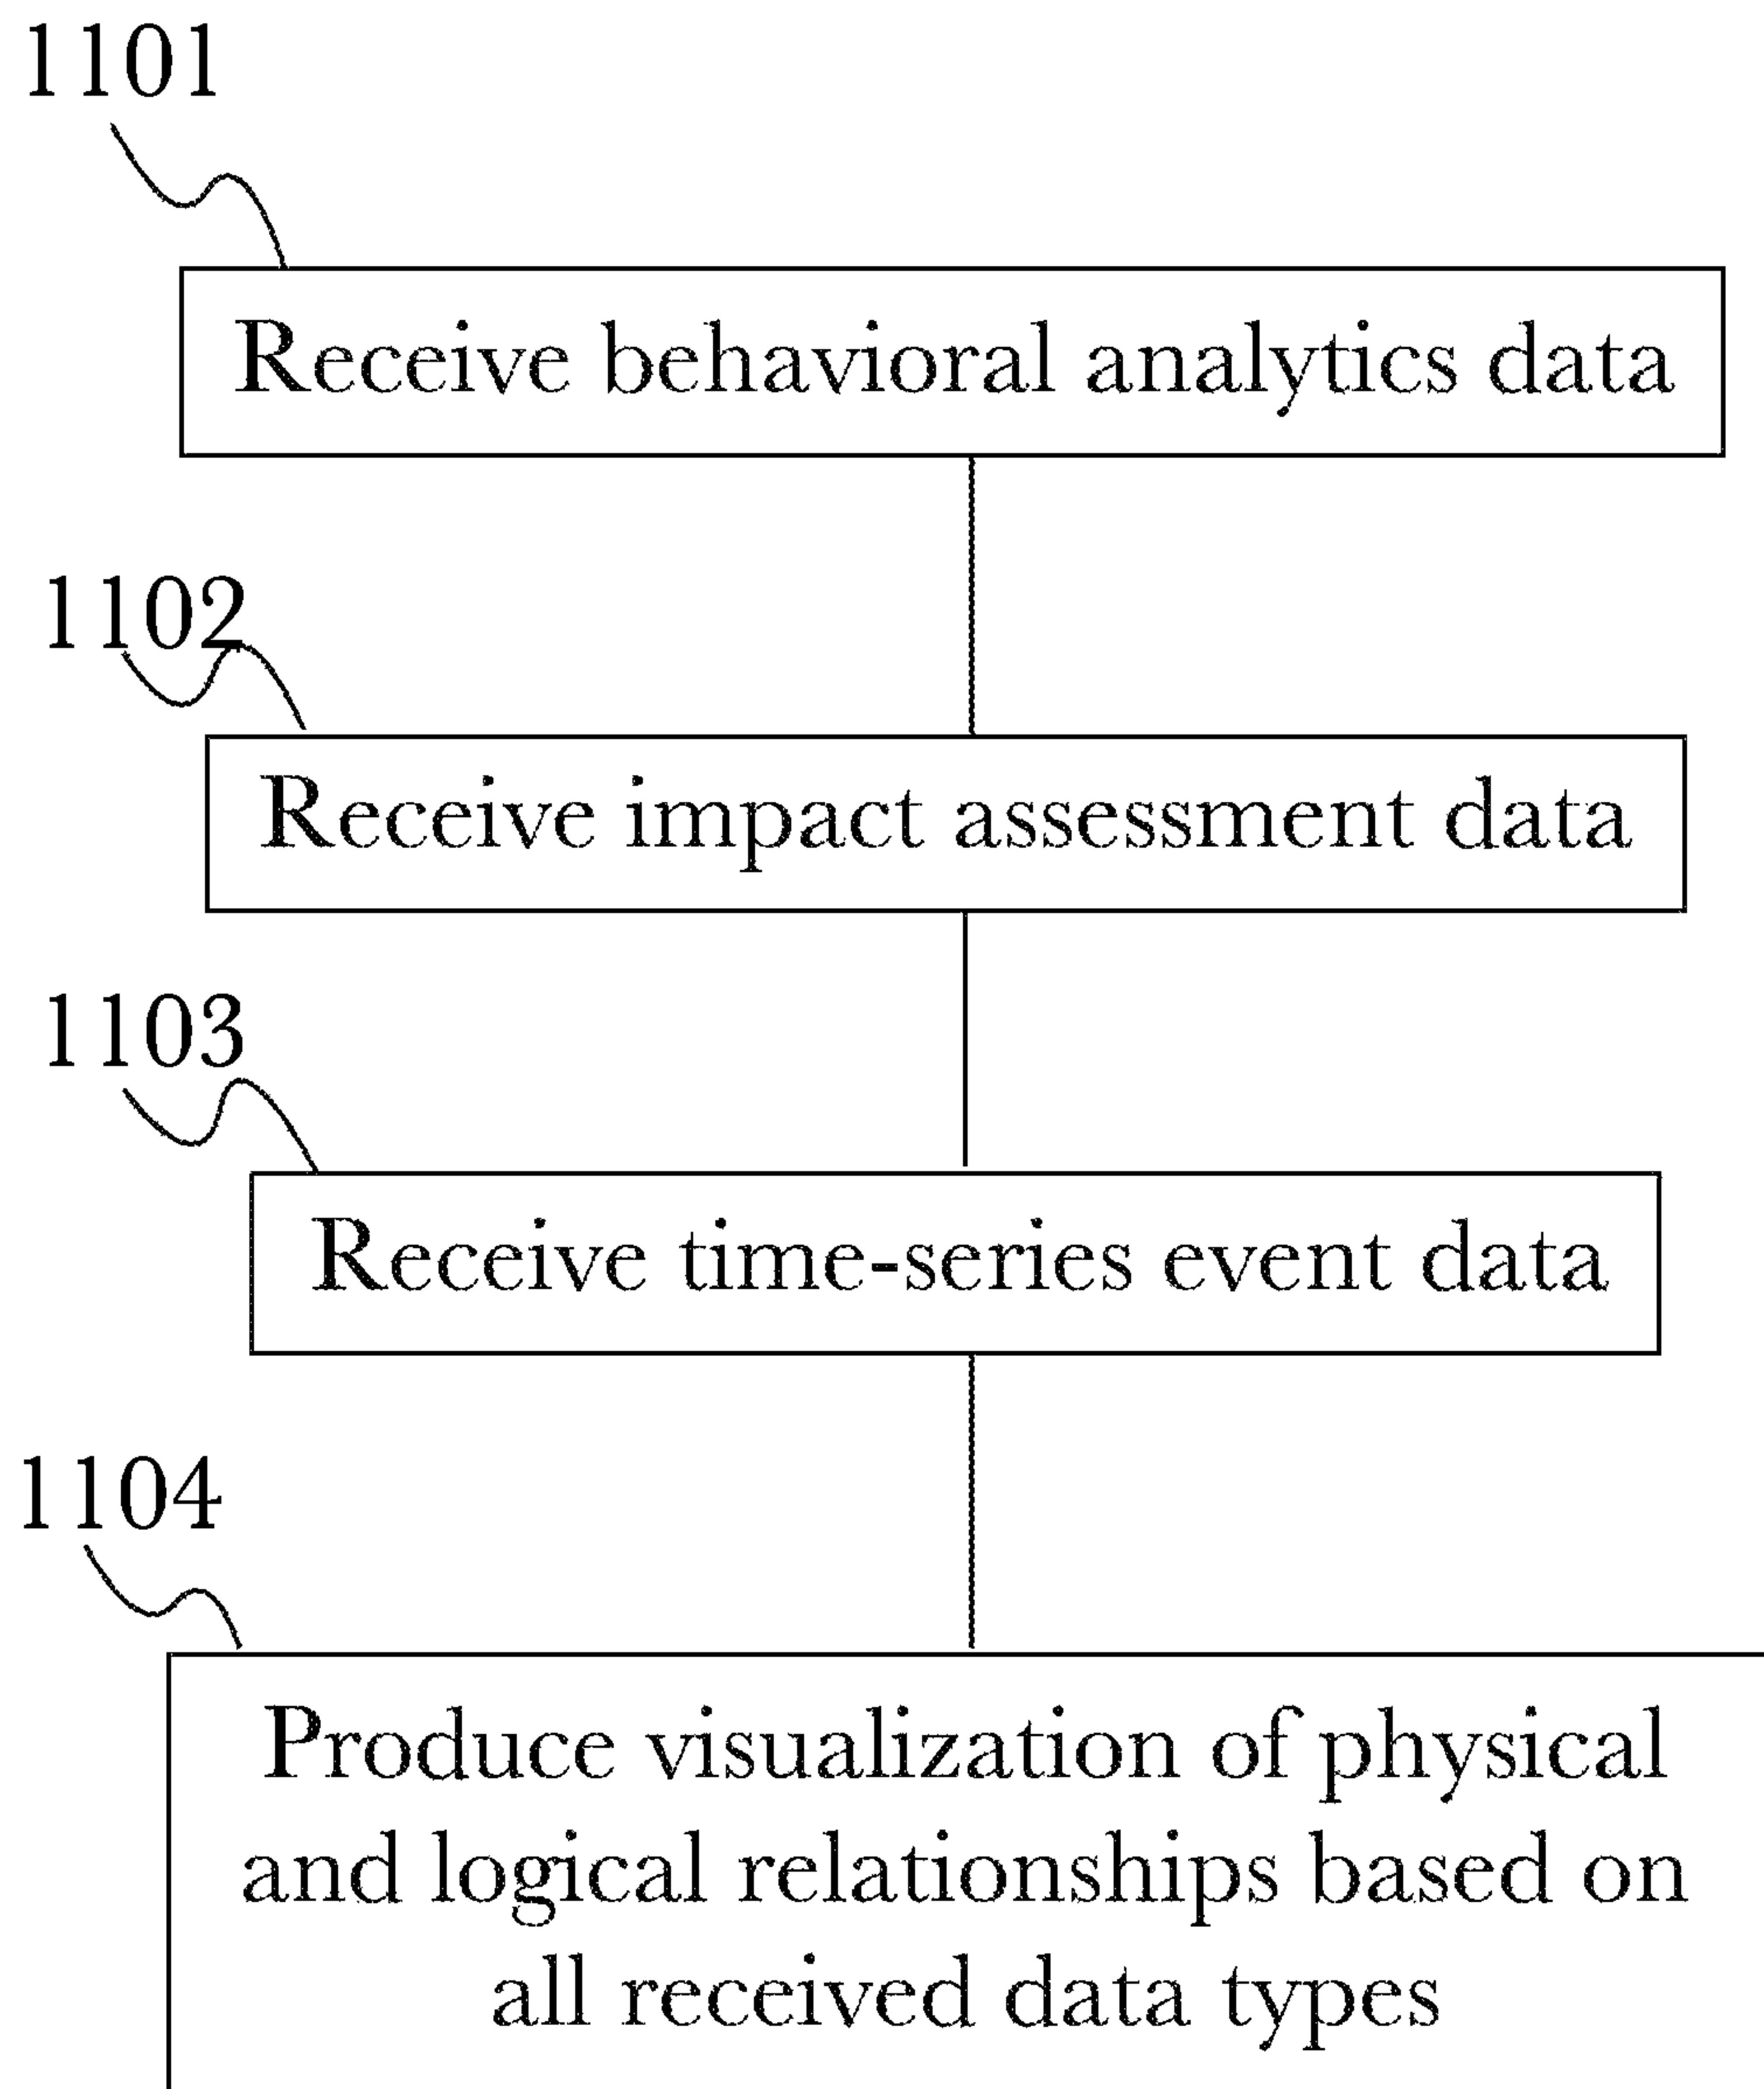 1101
Receive behavioral analytics data
1102
Receive impact assessment data
1103
Receive time-series event data
1104
Produce visualization of physical
and logical relationships based on
all received data types